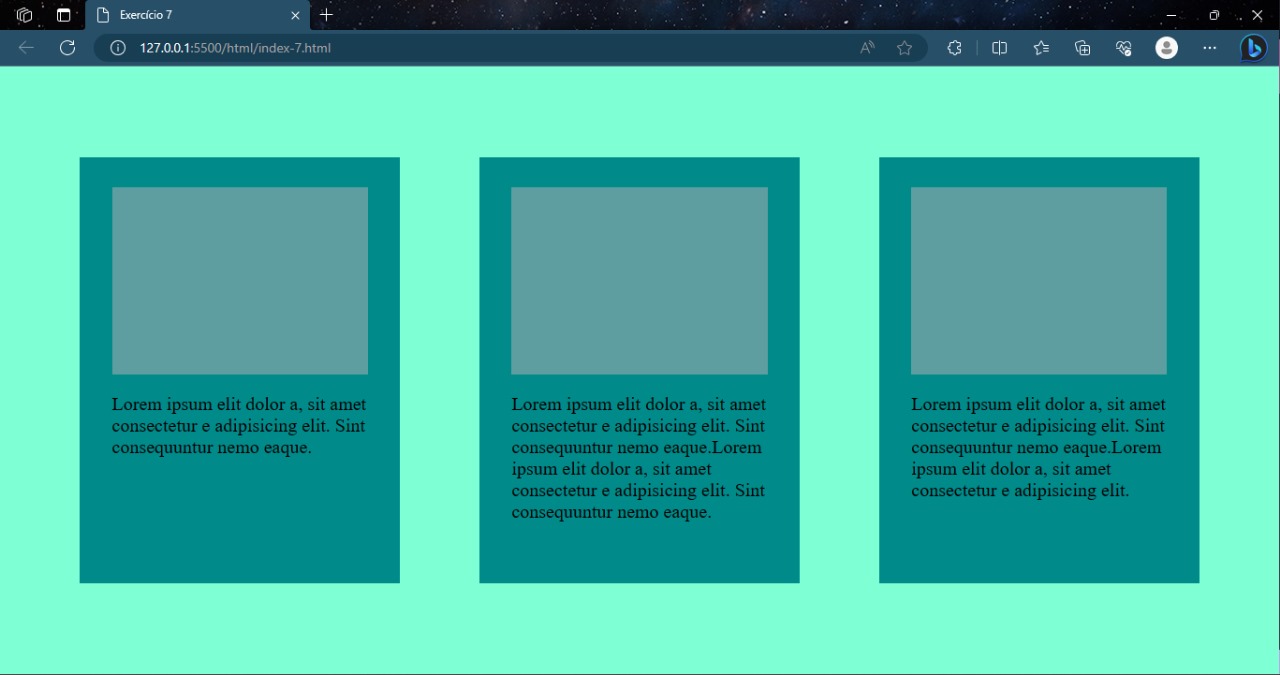 Exercício 7
127.0.0.1:5500/html/index-7.html
Lorem ipsum elit dolor a, sit amet
consectetur e adipisicing elit. Sint
consequuntur nemo eaque.
Lorem ipsum elit dolor a, sit amet
consectetur e adipisicing elit. Sint
consequuntur nemo eaque.Lorem
ipsum elit dolor a, sit amet
consectetur e adipisicing elit. Sint
consequuntur nemo eaque.
Lorem ipsum elit dolor a, sit amet
consectetur e adipisicing elit. Sint
consequuntur nemo eaque.Lorem
ipsum elit dolor a, sit amet
consectetur e adipisicing elit.